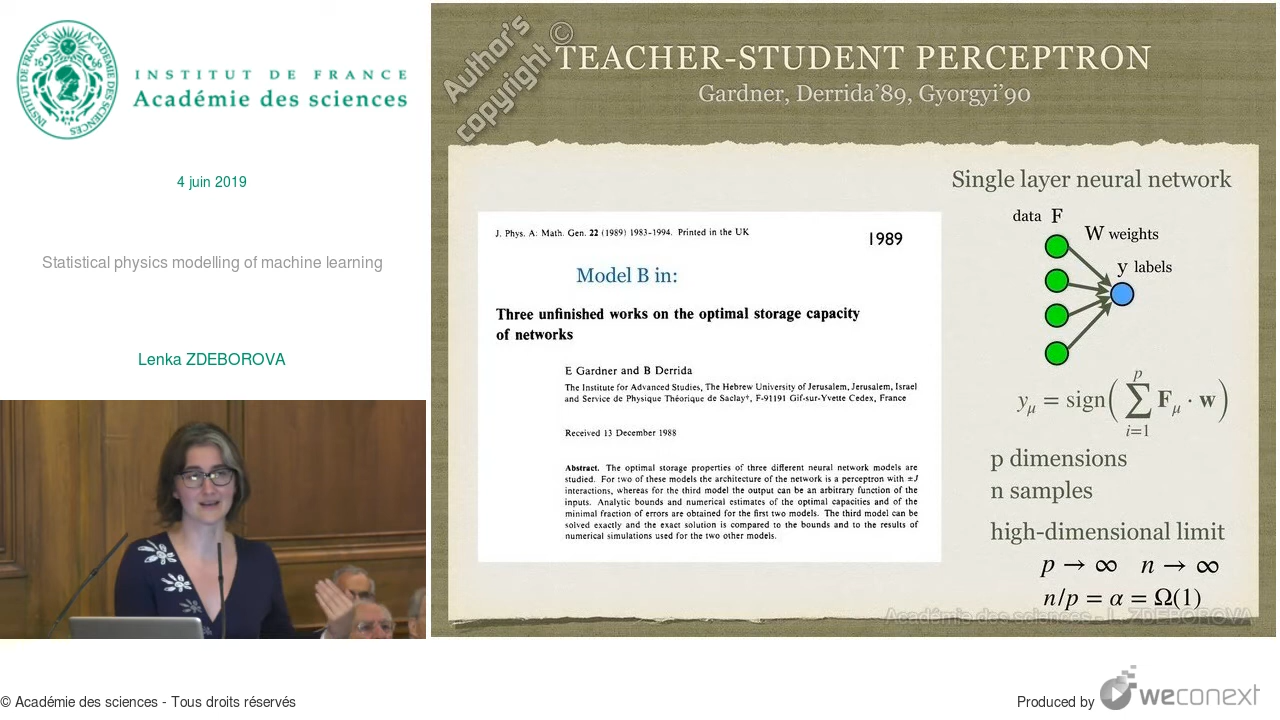 INSTITUT DE FRANCE
Académie des sciences
4 juin 2019
Statistical physics modelling of machine learning
Lenka ZDEBOROVA
Author's ©
copyright
TEACHER-STUDENT PERCEPTRON
Gardner, Derrida'89, Gyorgyi'90
J. Phys. A: Math. Gen. 22 (1989) 1983–1994. Printed in the UK
1989
Model B in:
Three unfinished works on the optimal storage capacity
of networks
E Gardner and B Derrida
The Institute for Advanced Studies, The Hebrew University of Jerusalem, Jerusalem, Israel
and Service de Physique Théorique de Saclay†, F-91191 Gif-sur-Yvette Cedex, France
Received 13 December 1988
Abstract. The optimal storage properties of three different neural network models are
studied. For two of these models the architecture of the network is a perceptron with ±J
interactions, whereas for the third model the output can be an arbitrary function of the
inputs. Analytic bounds and numerical estimates of the optimal capacities and of the
minimal fraction of errors are obtained for the first two models. The third model can be
solved exactly and the exact solution is compared to the bounds and to the results of
numerical simulations used for the two other models.
Single layer neural network
data F
W weights
y labels
yμ = sign( ∑ p i=1 Fμ · w )
p dimensions
n samples
high-dimensional limit
p → ∞ n → ∞
n/p = α = Ω(1)
Académie des sciences - L. ZDEBOROVA
© Académie des sciences - Tous droits réservés
Produced by weconext